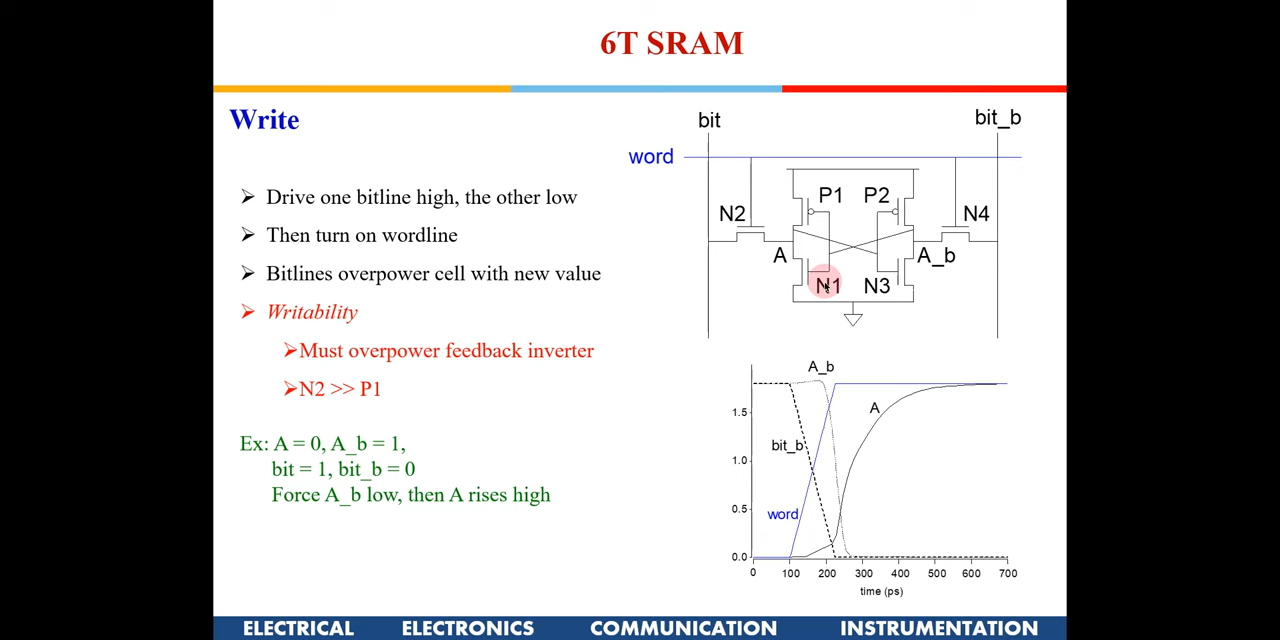 6T SRAM
Write
Drive one bitline high, the other low
Then turn on wordline
Bitlines overpower cell with new value
Writability
Must overpower feedback inverter
N2 >> P1
Ex: A = 0, A_b = 1,
bit = 1, bit_b = 0
Force A_b low, then A rises high
bit
bit_b
word
P1
P2
N2
N4
A
A_b
N1
N3
A_b
1.5
A
bit_b
1.0
0.5
word
0.0
0 100 200 300 400 500 600 700
time (ps)
ELECTRICAL ELECTRONICS COMMUNICATION INSTRUMENTATION